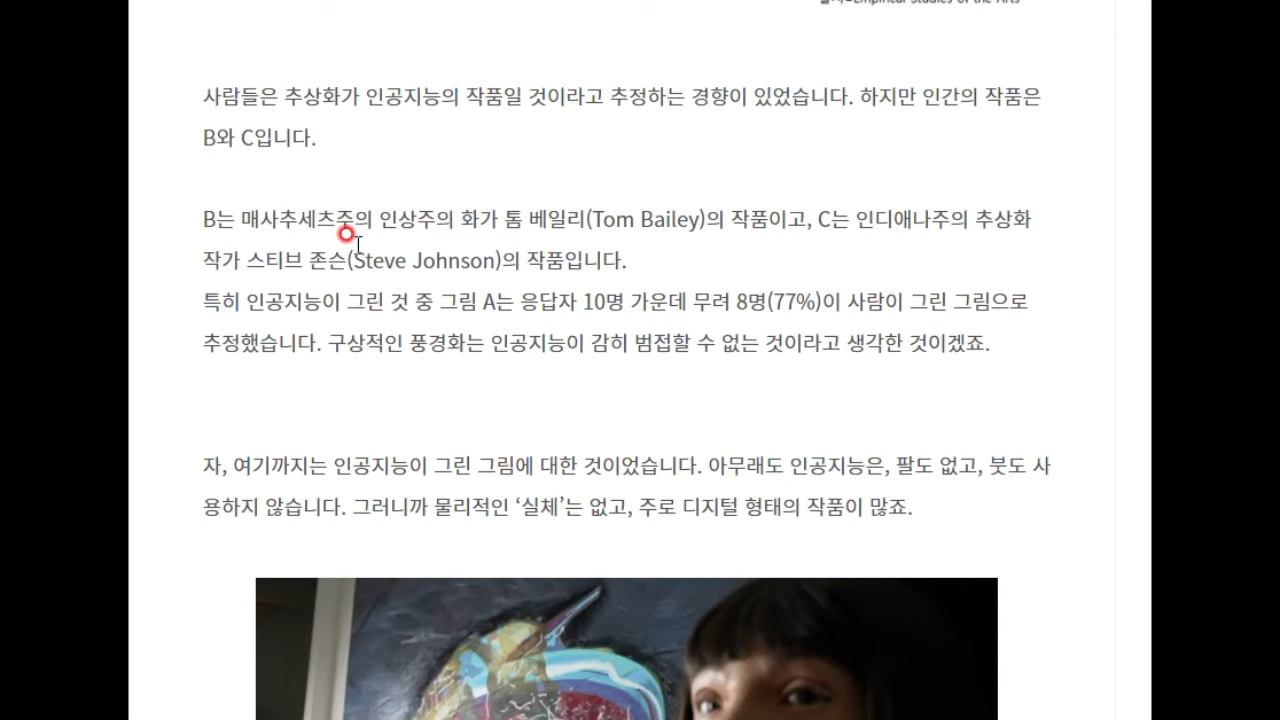 Empirical Studies of the Arts
사람들은 추상화가 인공지능의 작품일 것이라고 추정하는 경향이 있었습니다. 하지만 인간의 작품은
B와 C입니다.
B는 매사추세츠주의 인상주의 화가 톰 베일리(Tom Bailey)의 작품이고, C는 인디애나주의 추상화
작가 스티브 존슨(Steve Johnson)의 작품입니다.
특히 인공지능이 그린 것 중 그림 A는 응답자 10명 가운데 무려 8명(77%)이 사람이 그린 그림으로
추정했습니다. 구상적인 풍경화는 인공지능이 감히 범접할 수 없는 것이라고 생각한 것이겠죠.
자, 여기까지는 인공지능이 그린 그림에 대한 것이었습니다. 아무래도 인공지능은, 팔도 없고, 붓도 사
용하지 않습니다. 그러니까 물리적인 ‘실체’는 없고, 주로 디지털 형태의 작품이 많죠.